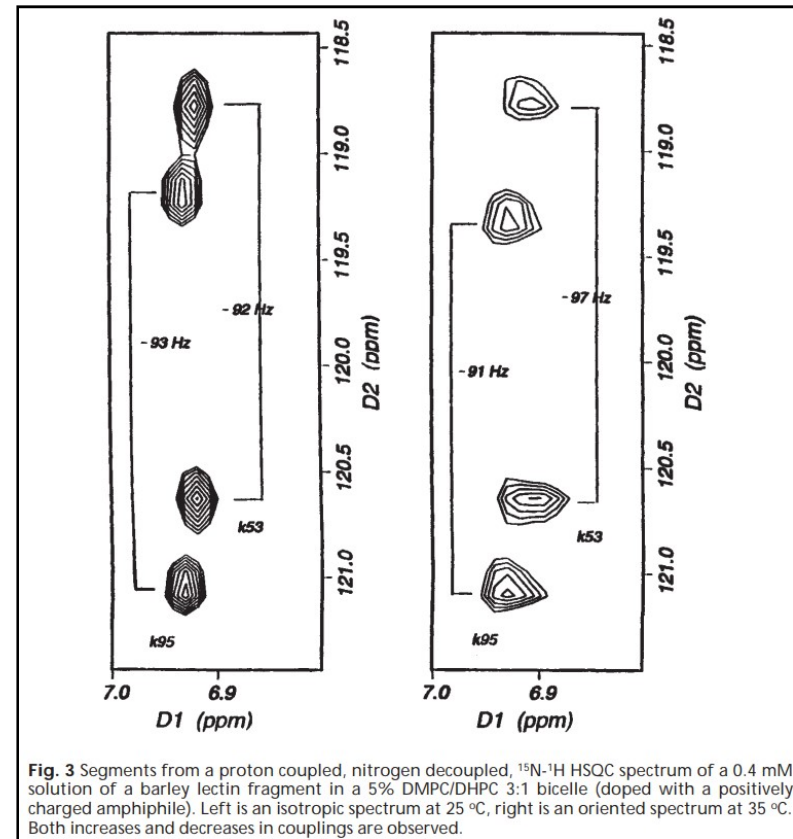 118.5
119.0
119.5
120.0
120.5
121.0
D2 (ppm)
- 92 Hz
- 93 Hz
k53
k95
7.0 6.9
D1 (ppm)
118.5
119.0
119.5
120.0
120.5
121.0
D2 (ppm)
- 97 Hz
- 91 Hz
k53
k95
7.0 6.9
D1 (ppm)
Fig. 3 Segments from a proton coupled, nitrogen decoupled, ¹⁵N-¹H HSQC spectrum of a 0.4 mM
solution of a barley lectin fragment in a 5% DMPC/DHPC 3:1 bicelle (doped with a positively
charged amphiphile). Left is an isotropic spectrum at 25 °C, right is an oriented spectrum at 35 °C.
Both increases and decreases in couplings are observed.